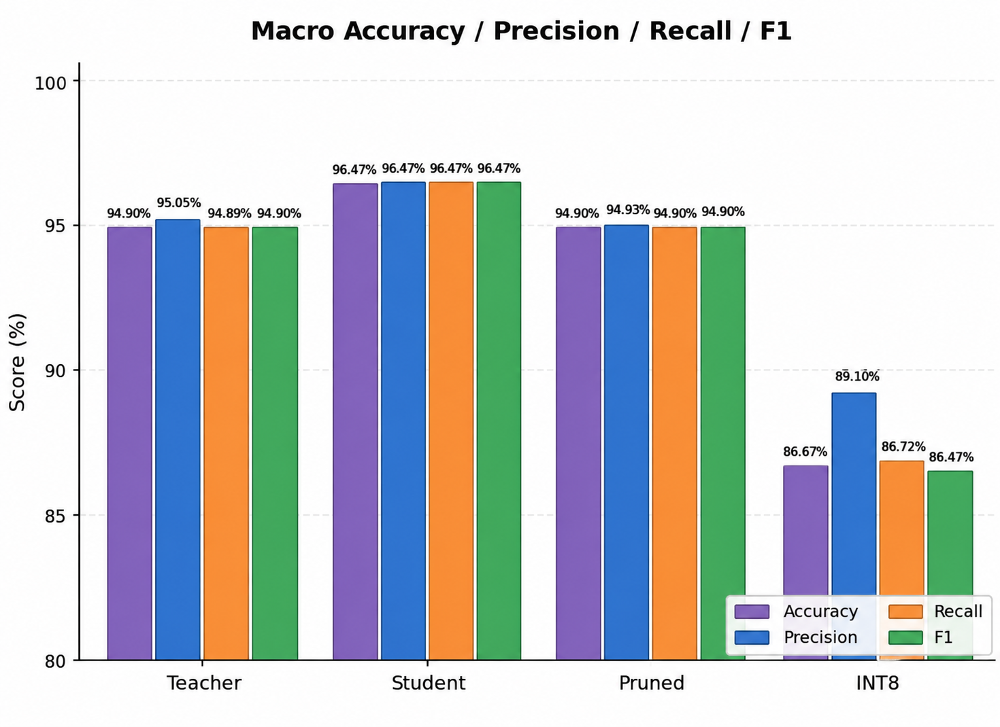 Macro Accuracy / Precision / Recall / F1
Score (%)
100
95
90
85
80
94.90% 95.05% 94.89% 94.90%
96.47% 96.47% 96.47% 96.47%
94.90% 94.93% 94.90% 94.90%
86.67% 89.10% 86.72% 86.47%
Accuracy Recall
Precision F1
Teacher Student Pruned INT8